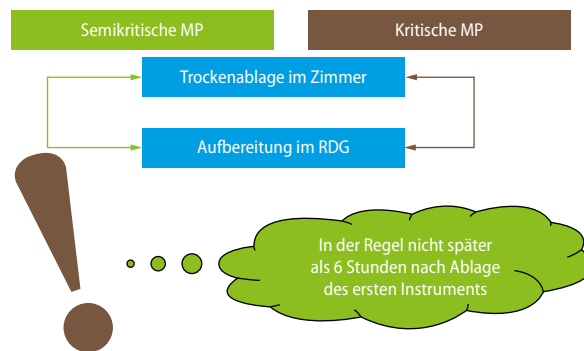 Semikritische MP
Kritische MP
Trockenablage im Zimmer
Aufbereitung im RDG
In der Regel nicht später
als 6 Stunden nach Ablage
des ersten Instruments